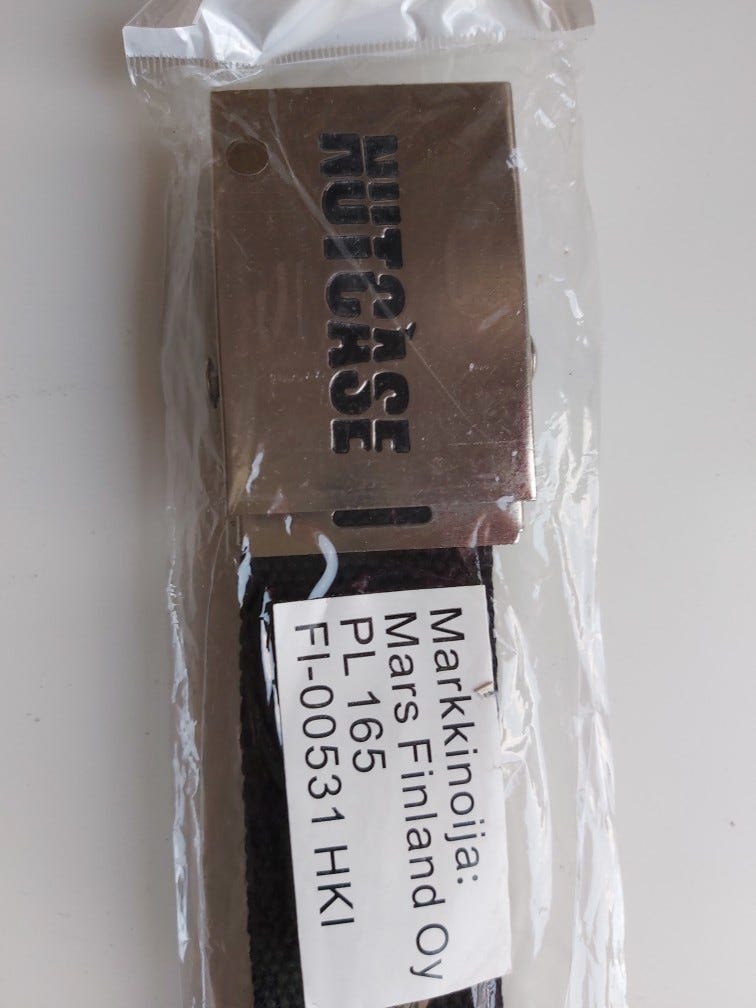 NUTCASE
Markkinoija:
Mars Finland Oy
PL 165
FI-00531 HKI